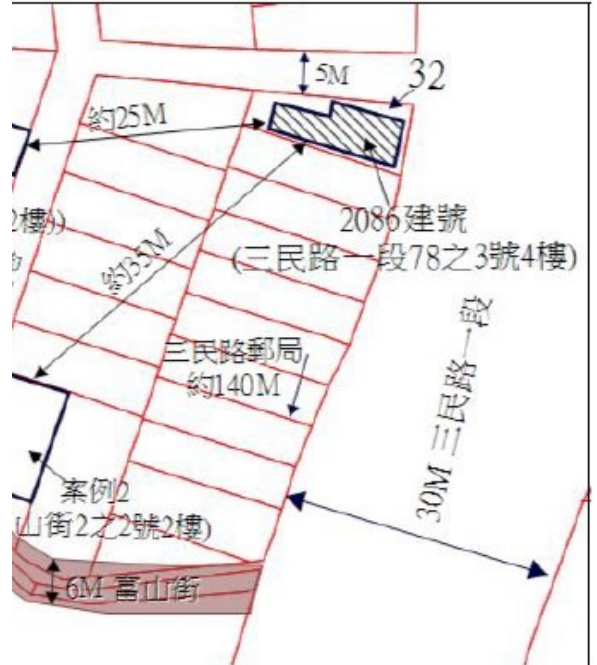 5M
32
約25M
2086建號
(三民路一段78之3號4樓)
2樓))
約35M
三民路郵局
約140M
30M 三民路一段
案例2
山街2之2號2樓)
6M 富山街